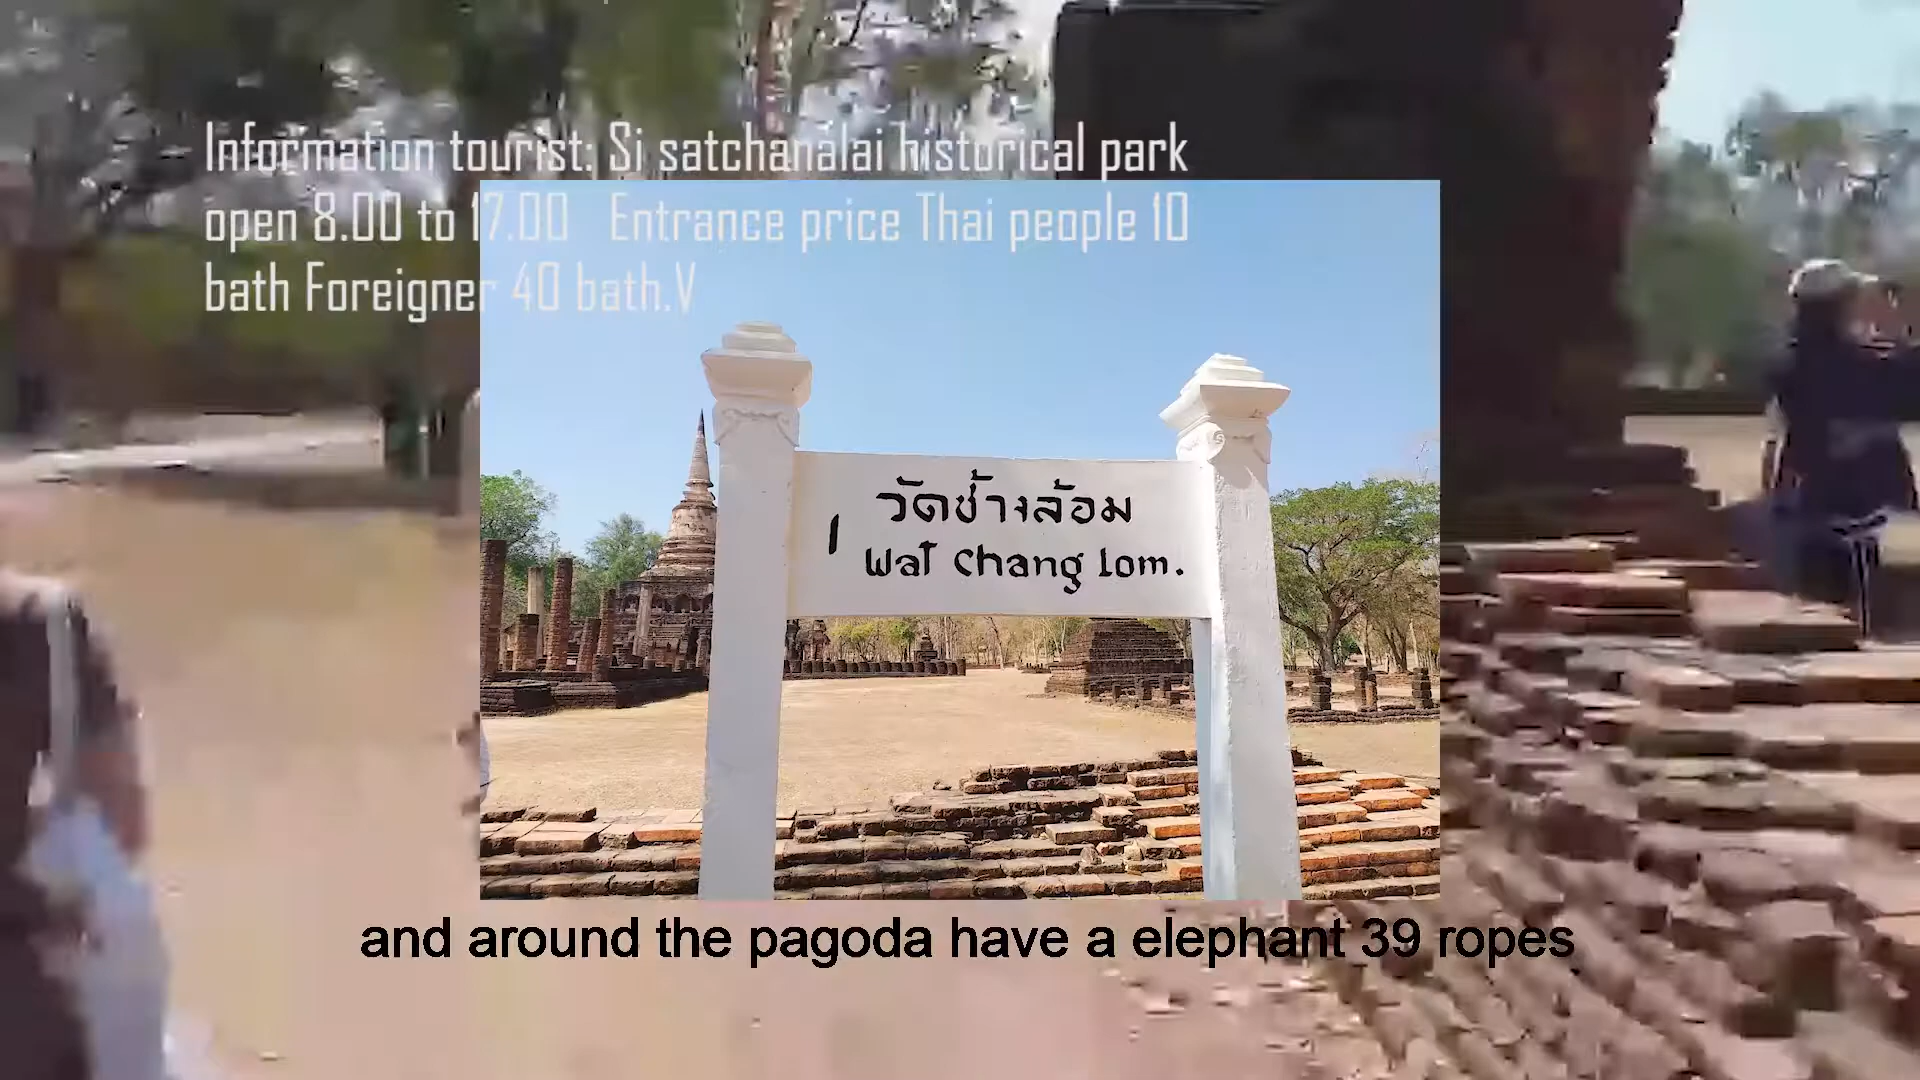 Information tourist: Si satchanalai historical park
open 8.00 to 17.00 Entrance price Thai people 10
bath Foreigner 40 bath.V
วัดช้างล้อม
1 Wat Chang Lom.
and around the pagoda have a elephant 39 ropes